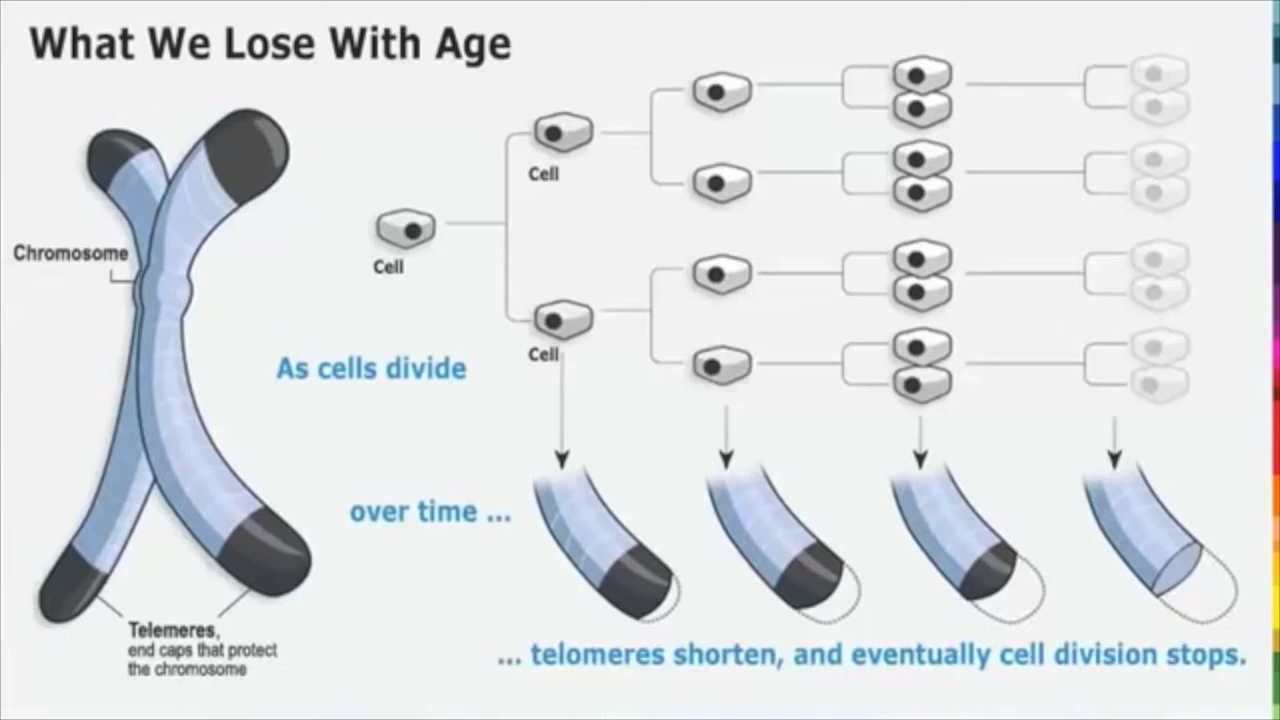 What We Lose With Age
Cell
Chromosome
Cell
Cell
As cells divide
over time ...
Telemeres,
end caps that protect
the chromosome
... telomeres shorten, and eventually cell division stops.